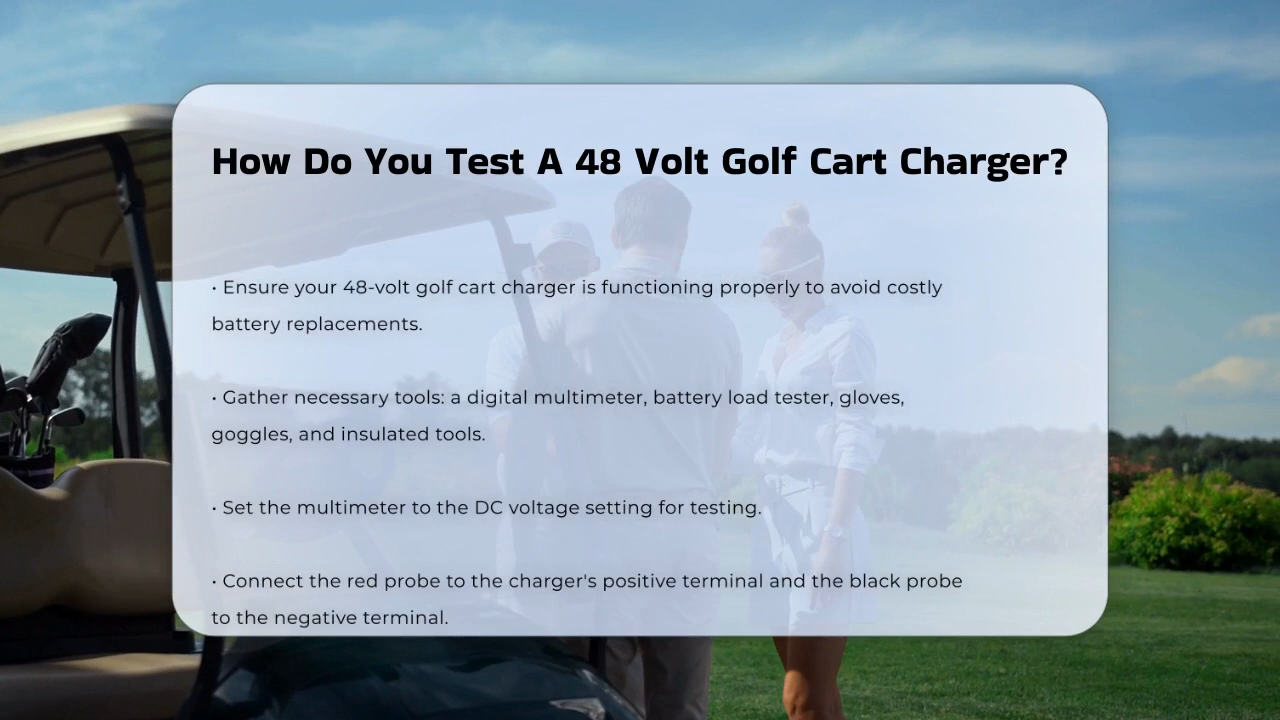 How Do You Test A 48 Volt Golf Cart Charger?
• Ensure your 48-volt golf cart charger is functioning properly to avoid costly
battery replacements.
• Gather necessary tools: a digital multimeter, battery load tester, gloves,
goggles, and insulated tools.
• Set the multimeter to the DC voltage setting for testing.
• Connect the red probe to the charger's positive terminal and the black probe
to the negative terminal.